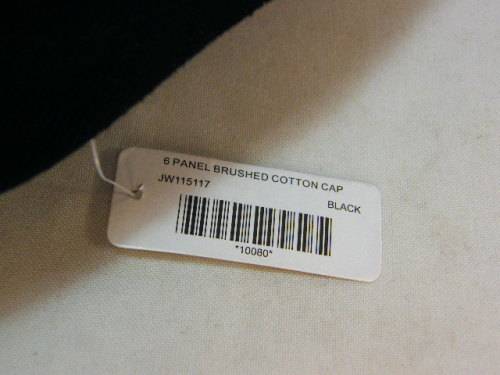 6 PANEL BRUSHED COTTON CAP
JW115117
BLACK
*10080*